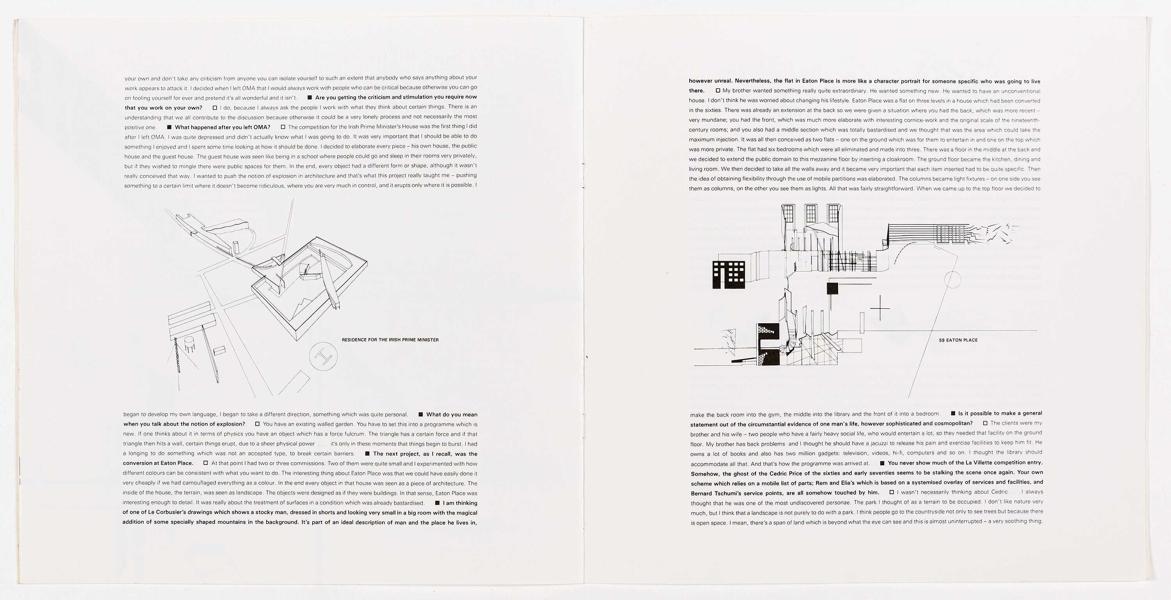 your own and don't take any criticism from anyone you can isolate yourself to such an extent that anybody who says anything about your
work appears to attack it. I decided when I left OMA that I would always work with people who can be critical because otherwise you can go
on fooling yourself for ever and pretend it's all wonderful and it isn't. ■ Are you getting the criticism and stimulation you require now
that you work on your own? □ I do, because I always ask the people I work with what they think about certain things. There is an
understanding that we all contribute to the discussion because otherwise it could be a very lonely process and not necessarily the most
positive one. ■ What happened after you left OMA? □ The competition for the Irish Prime Minister's House was the first thing I did
after I left OMA. I was quite depressed and didn't actually know what I was going to do. It was very important that I should be able to do
something I enjoyed and I spent some time looking at how it should be done. I decided to elaborate every piece – his own house, the public
house and the guest house. The guest house was seen like being in a school where people could go and sleep in their rooms very privately,
but if they wished to mingle there were public spaces for them. In the end, every object had a different form or shape, although it wasn't
really conceived that way. I wanted to push the notion of explosion in architecture and that's what this project really taught me – pushing
something to a certain limit where it doesn't become ridiculous, where you are very much in control, and it erupts only where it is possible. I
RESIDENCE FOR THE IRISH PRIME MINISTER
H
began to develop my own language, I began to take a different direction, something which was quite personal. ■ What do you mean
when you talk about the notion of explosion? □ You have an existing walled garden. You have to set this into a programme which is
new. If one thinks about it in terms of physics you have an object which has a force fulcrum. The triangle has a certain force and if that
triangle then hits a wall, certain things erupt, due to a sheer physical power it's only in these moments that things begin to burst. I had
a longing to do something which was not an accepted type, to break certain barriers. ■ The next project, as I recall, was the
conversion at Eaton Place. □ At that point I had two or three commissions. Two of them were quite small and I experimented with how
different colours can be consistent with what you want to do. The interesting thing about Eaton Place was that we could have easily done it
very cheaply if we had camouflaged everything as a colour. In the end every object in that house was seen as a piece of architecture. The
inside of the house, the terrain, was seen as landscape. The objects were designed as if they were buildings. In that sense, Eaton Place was
interesting enough to detail. It was really about the treatment of surfaces in a condition which was already bastardised. ■ I am thinking
of one of Le Corbusier's drawings which shows a stocky man, dressed in shorts and looking very small in a big room with the magical
addition of some specially shaped mountains in the background. It's part of an ideal description of man and the place he lives in,
however unreal. Nevertheless, the flat in Eaton Place is more like a character portrait for someone specific who was going to live
there. □ My brother wanted something really quite extraordinary. He wanted something new. He wanted to have an unconventional
house. I don't think he was worried about changing his lifestyle. Eaton Place was a flat on three levels in a house which had been converted
in the sixties. There was already an extension at the back so we were given a situation where you had the back, which was more recent –
very mundane; you had the front, which was much more elaborate with interesting cornice-work and the original scale of the nineteenth-
century rooms; and you also had a middle section which was totally bastardised and we thought that was the area which could take the
maximum injection. It was all then conceived as two flats – one on the ground which was for them to entertain in and one on the top which
was more private. The flat had six bedrooms which were all eliminated and made into three. There was a floor in the middle at the back and
we decided to extend the public domain to this mezzanine floor by inserting a cloakroom. The ground floor became the kitchen, dining and
living room. We then decided to take all the walls away and it became very important that each item inserted had to be quite specific. Then
the idea of obtaining flexibility through the use of mobile partitions was elaborated. The columns became light fixtures – on one side you see
them as columns, on the other you see them as lights. All that was fairly straightforward. When we came up to the top floor we decided to
59 EATON PLACE
make the back room into the gym, the middle into the library and the front of it into a bedroom. ■ Is it possible to make a general
statement out of the circumstantial evidence of one man's life, however sophisticated and cosmopolitan? □ The clients were my
brother and his wife – two people who have a fairly heavy social life, who would entertain a lot, so they needed that facility on the ground
floor. My brother has back problems and I thought he should have a jacuzzi to release his pain and exercise facilities to keep him fit. He
owns a lot of books and also has two million gadgets: television, videos, hi-fi, computers and so on. I thought the library should
accommodate all that. And that's how the programme was arrived at. ■ You never show much of the La Villette competition entry.
Somehow, the ghost of the Cedric Price of the sixties and early seventies seems to be stalking the scene once again. Your own
scheme which relies on a mobile list of parts; Rem and Elia's which is based on a systemised overlay of services and facilities, and
Bernard Tschumi's service points, are all somehow touched by him. □ I wasn't necessarily thinking about Cedric I always
thought that he was one of the most undiscovered personae. The park I thought of as a terrain to be occupied. I don't like nature very
much, but I think that a landscape is not purely to do with a park. I think people go to the countryside not only to see trees but because there
is open space. I mean, there's a span of land which is beyond what the eye can see and this is almost uninterrupted – a very soothing thing.